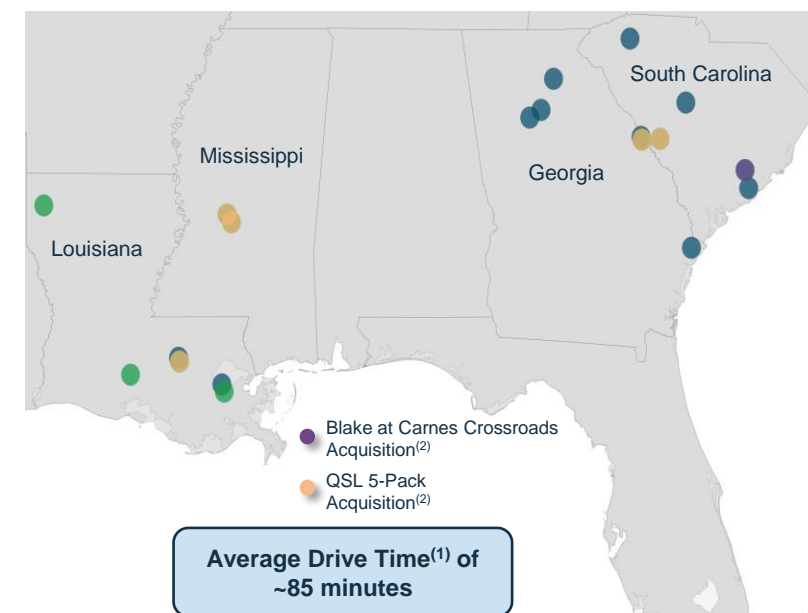 South Carolina
Mississippi
Georgia
Louisiana
Blake at Carnes Crossroads
Acquisition(2)
QSL 5-Pack
Acquisition(2)
Average Drive Time(1) of
~85 minutes